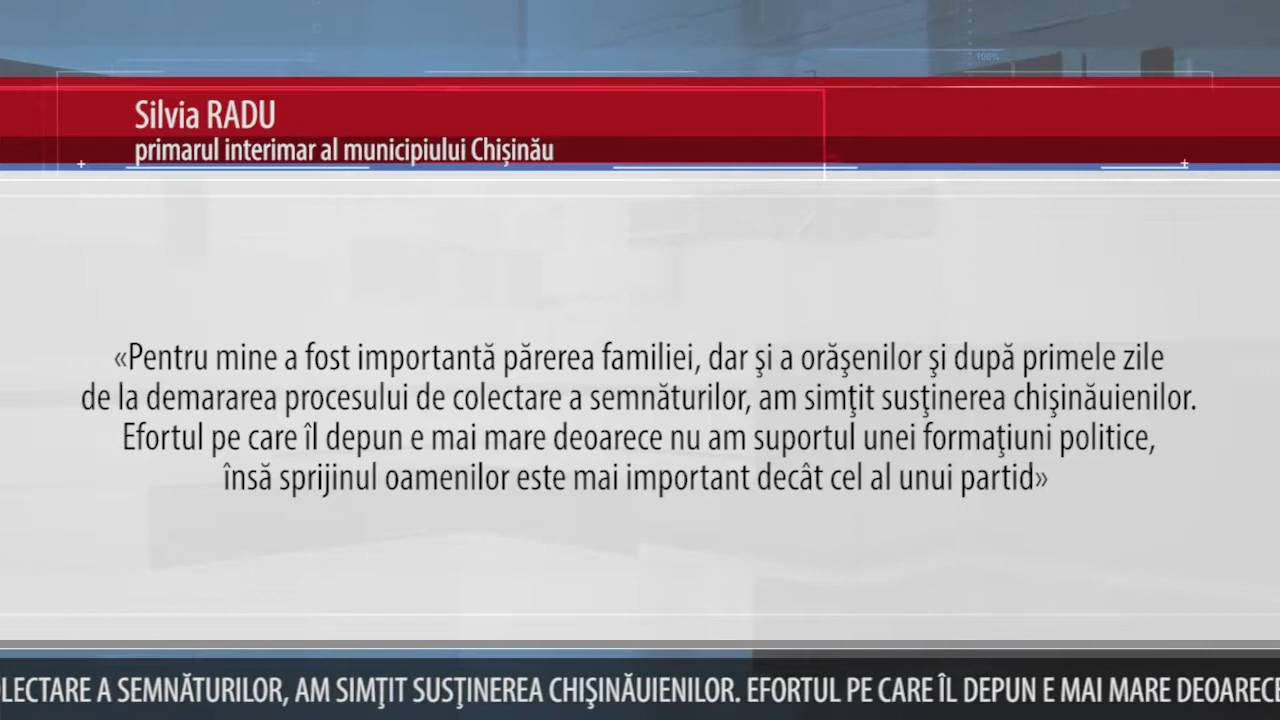 100%
Silvia RADU
primarul interimar al municipiului Chişinău
«Pentru mine a fost importantă părerea familiei, dar şi a orăşenilor şi după primele zile
de la demararea procesului de colectare a semnăturilor, am simţit susţinerea chişinăuienilor.
Efortul pe care îl depun e mai mare deoarece nu am suportul unei formaţiuni politice,
însă sprijinul oamenilor este mai important decât cel al unui partid»
OLECTARE A SEMNĂTURILOR, AM SIMŢIT SUSŢINEREA CHIŞINĂUIENILOR. EFORTUL PE CARE ÎL DEPUN E MAI MARE DEOARECE